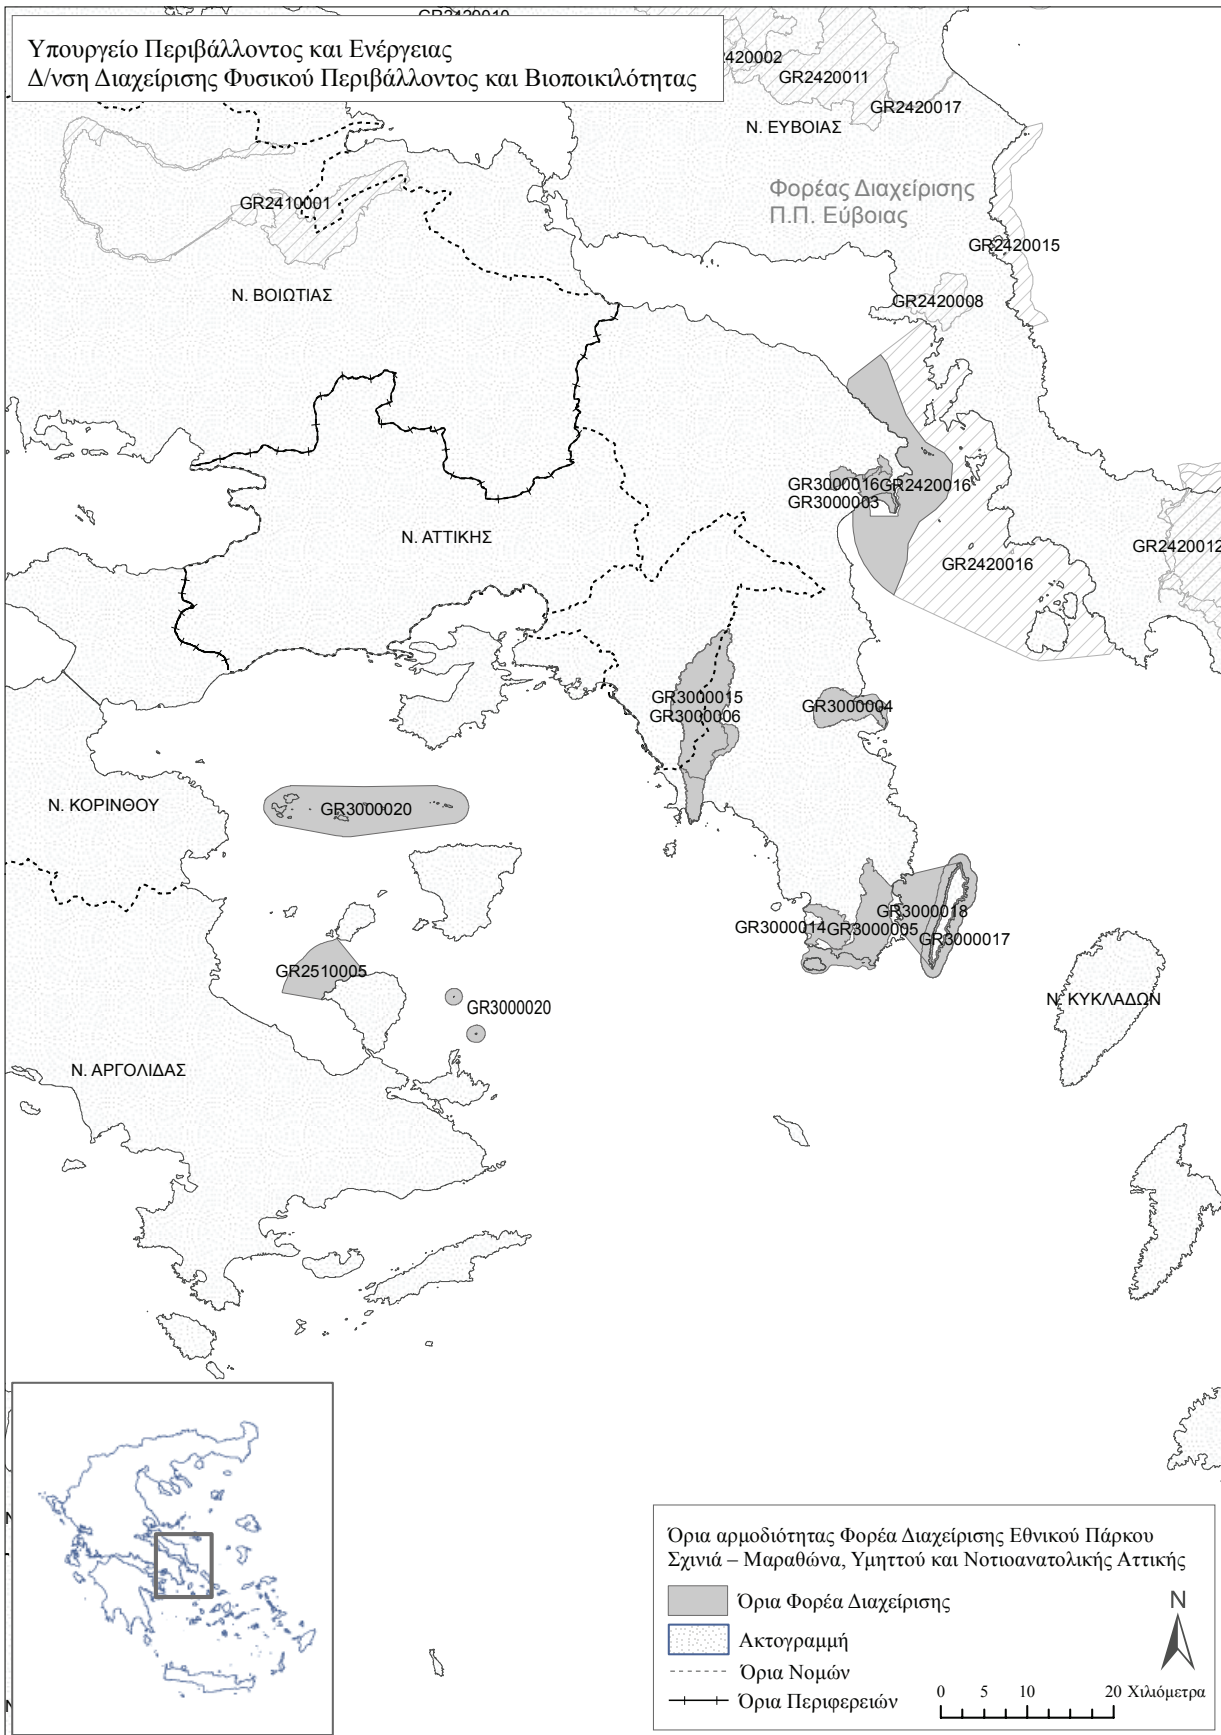 GR2420010
Υπουργείο Περιβάλλοντος και Ενέργειας
Δ/νση Διαχείρισης Φυσικού Περιβάλλοντος και Βιοποικιλότητας
2420002
GR2420011
GR2420017
Ν. ΕΥΒΟΙΑΣ
Φορέας Διαχείρισης
Π.Π. Εύβοιας
GR2410001
GR2420015
Ν. ΒΟΙΩΤΙΑΣ
GR2420008
GR3000016
GR2420016
GR3000003
Ν. ΑΤΤΙΚΗΣ
GR2420012
GR2420016
GR3000015
GR3000006
GR3000004
Ν. ΚΟΡΙΝΘΟΥ
GR3000020
GR3000018
GR3000014
GR3000005
GR3000017
GR2510005
GR3000020
Ν. ΚΥΚΛΑΔΩΝ
Ν. ΑΡΓΟΛΙΔΑΣ
Όρια αρμοδιότητας Φορέα Διαχείρισης Εθνικού Πάρκου
Σχινιά – Μαραθώνα, Υμηττού και Νοτιοανατολικής Αττικής
Όρια Φορέα Διαχείρισης
Ακτογραμμή
Όρια Νομών
Όρια Περιφερειών
N
0 5 10 20 Χιλιόμετρα